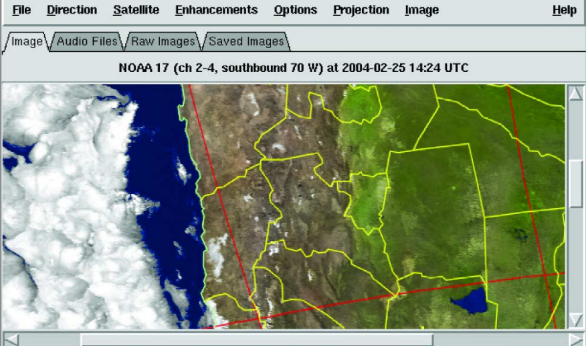 File Direction Satellite Enhancements Options Projection Image Help
Image Audio Files Raw Images Saved Images
NOAA 17 (ch 2-4, southbound 70 W) at 2004-02-25 14:24 UTC